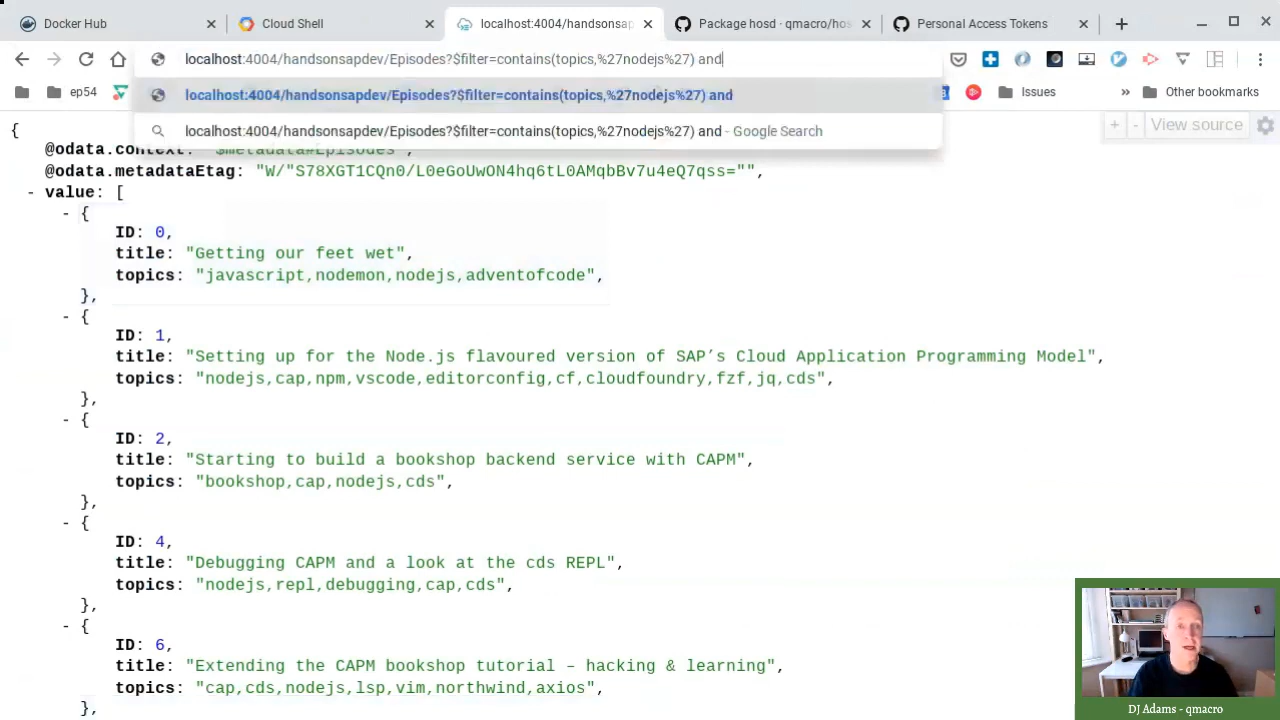 Docker Hub
Cloud Shell
localhost:4004/handsonsap
Package hosd · qmacro/hos
Personal Access Tokens
localhost:4004/handsonsapdev/Episodes?$filter=contains(topics,%27nodejs%27) and
ep54
localhost:4004/handsonsapdev/Episodes?$filter=contains(topics,%27nodejs%27) and
Issues
» Other bookmarks
localhost:4004/handsonsapdev/Episodes?$filter=contains(topics,%27nodejs%27) and - Google Search
+ - View source
{
@odata.context: "$metadata#Episodes",
@odata.metadataEtag: "W/"S78XGT1CQn0/L0eGoUwON4hq6tL0AMqbBv7u4eQ7qss="",
- value: [
- {
ID: 0,
title: "Getting our feet wet",
topics: "javascript,nodemon,nodejs,adventofcode",
},
- {
ID: 1,
title: "Setting up for the Node.js flavoured version of SAP’s Cloud Application Programming Model",
topics: "nodejs,cap,npm,vscode,editorconfig,cf,cloudfoundry,fzf,jq,cds",
},
- {
ID: 2,
title: "Starting to build a bookshop backend service with CAPM",
topics: "bookshop,cap,nodejs,cds",
},
- {
ID: 4,
title: "Debugging CAPM and a look at the cds REPL",
topics: "nodejs,repl,debugging,cap,cds",
},
- {
ID: 6,
title: "Extending the CAPM bookshop tutorial – hacking & learning",
topics: "cap,cds,nodejs,lsp,vim,northwind,axios",
},
DJ Adams - qmacro